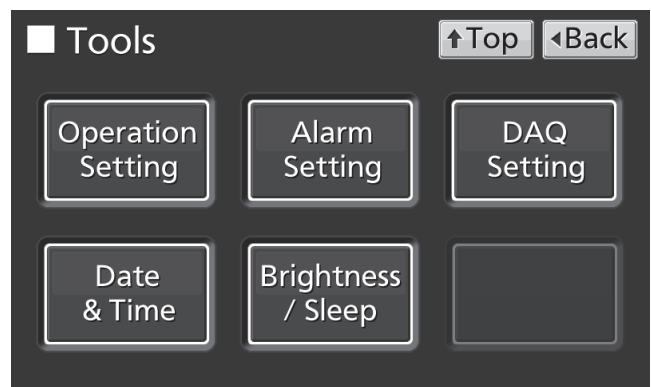 Tools
↑Top
◂Back
Operation
Setting
Alarm
Setting
DAQ
Setting
Date
& Time
Brightness
/ Sleep